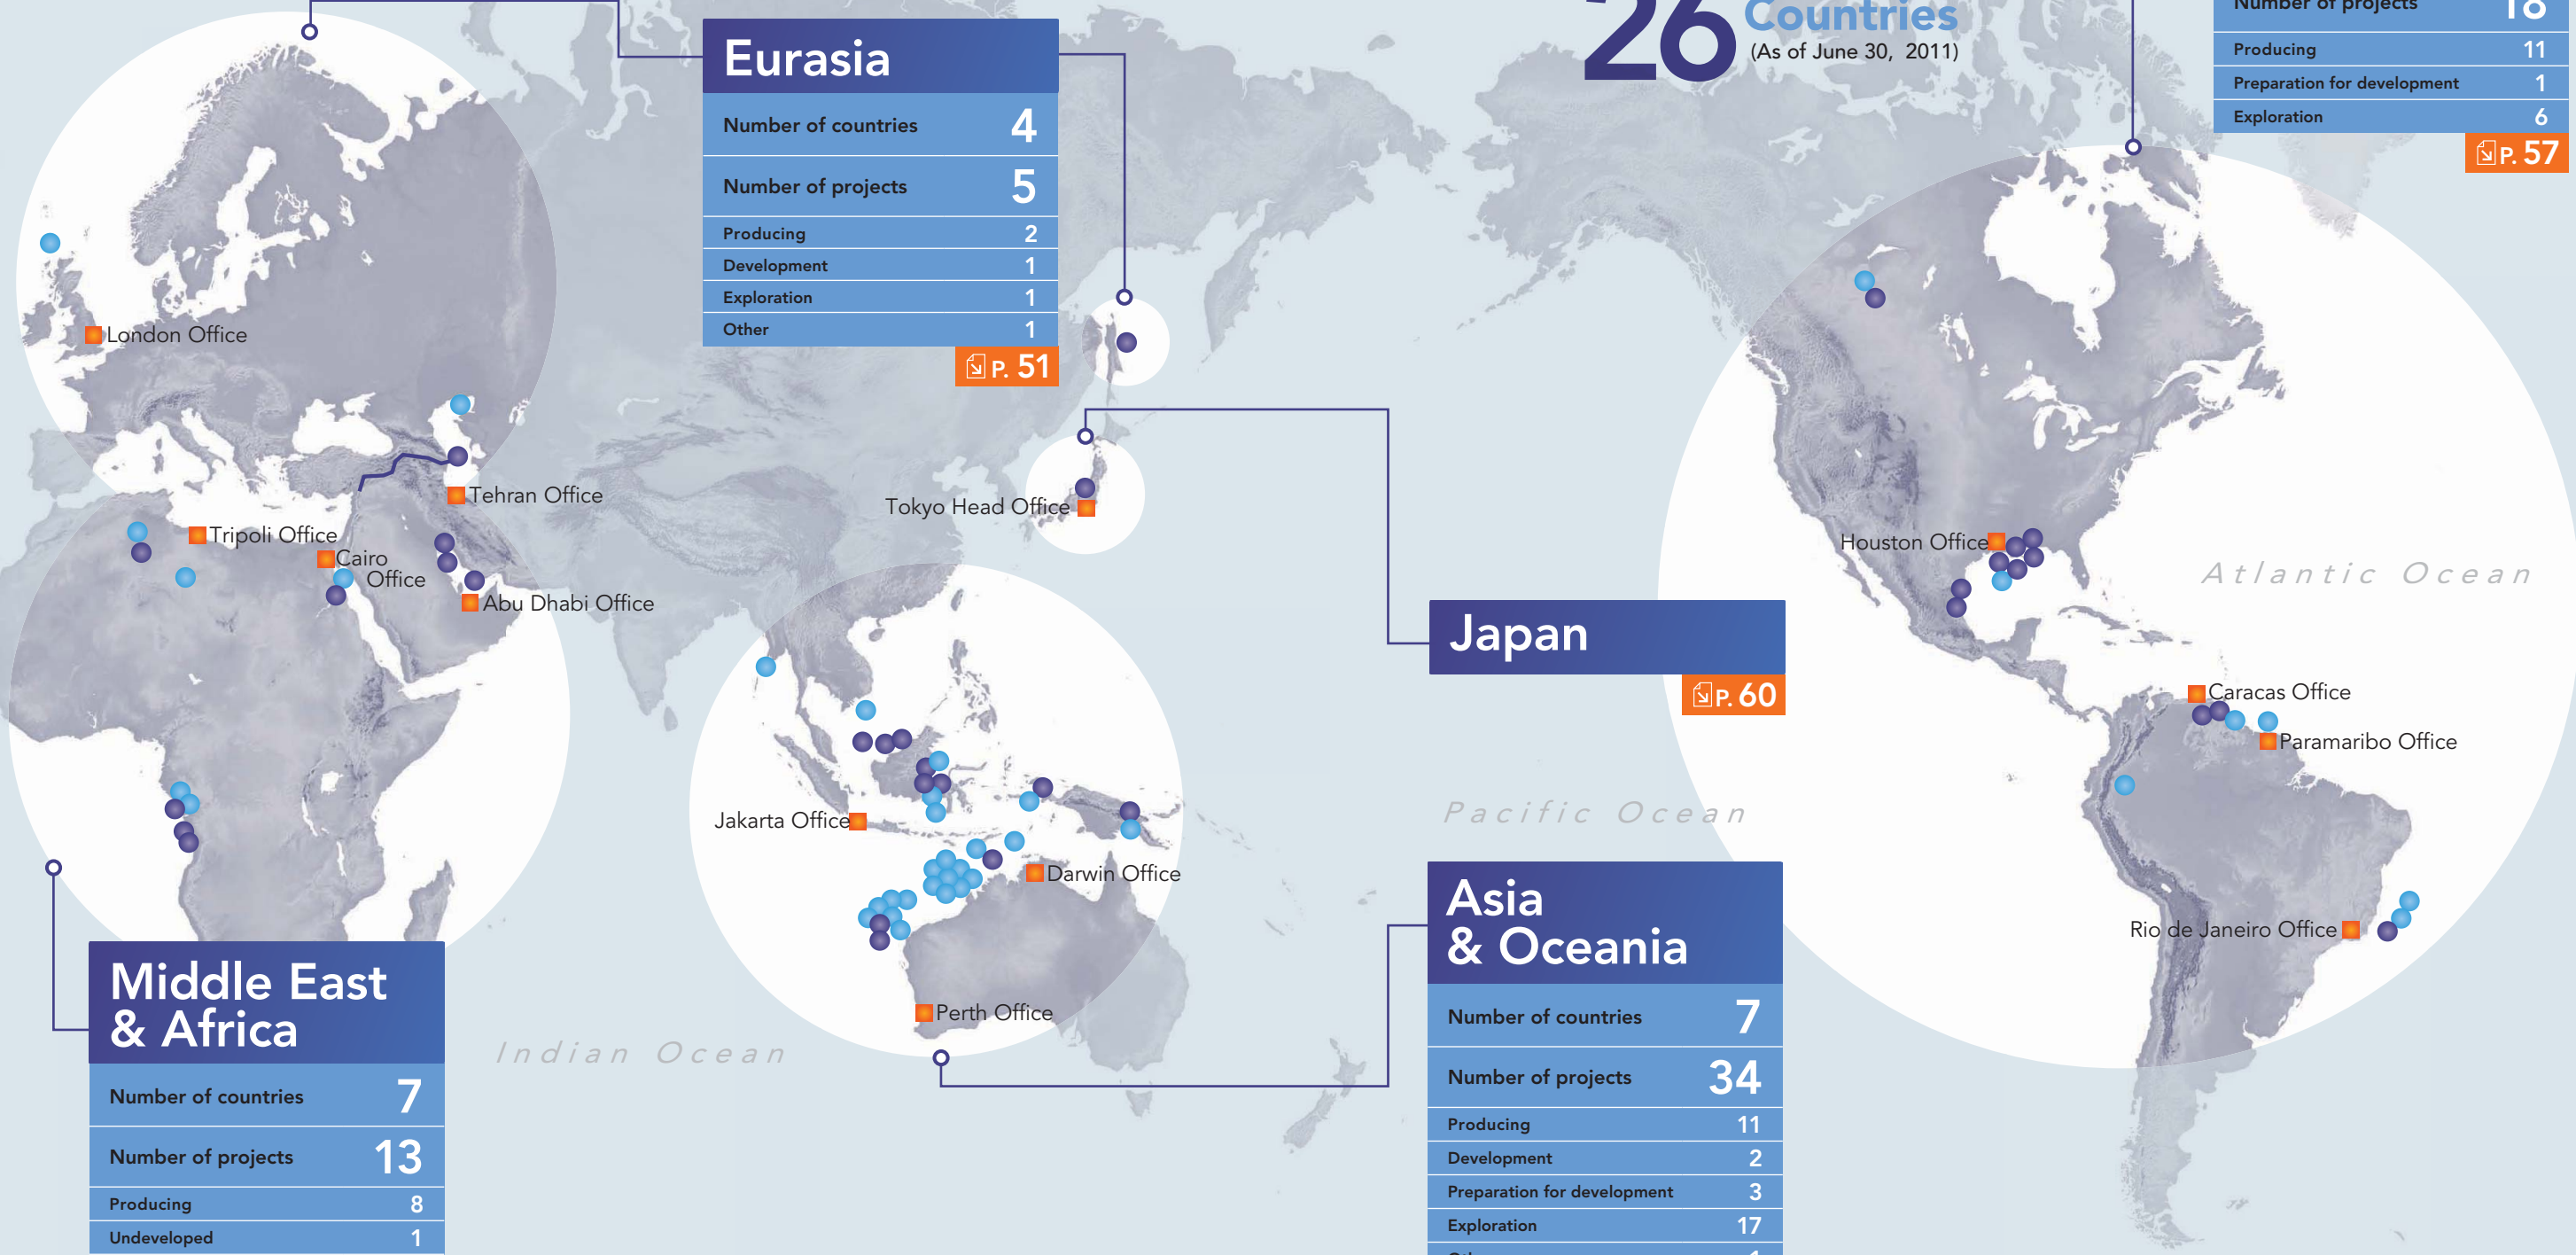 26 Countries
(As of June 30, 2011)
Number of projects 18
Producing 11
Preparation for development 1
Exploration 6
P. 57
Eurasia
Number of countries 4
Number of projects 5
Producing 2
Development 1
Exploration 1
Other 1
P. 51
London Office
Tehran Office
Tripoli Office
Cairo
Office
Abu Dhabi Office
Tokyo Head Office
Houston Office
Atlantic Ocean
Japan
P. 60
Caracas Office
Paramaribo Office
Pacific Ocean
Jakarta Office
Darwin Office
Rio de Janeiro Office
Perth Office
Indian Ocean
Middle East
& Africa
Number of countries 7
Number of projects 13
Producing 8
Undeveloped 1
Asia
& Oceania
Number of countries 7
Number of projects 34
Producing 11
Development 2
Preparation for development 3
Exploration 17